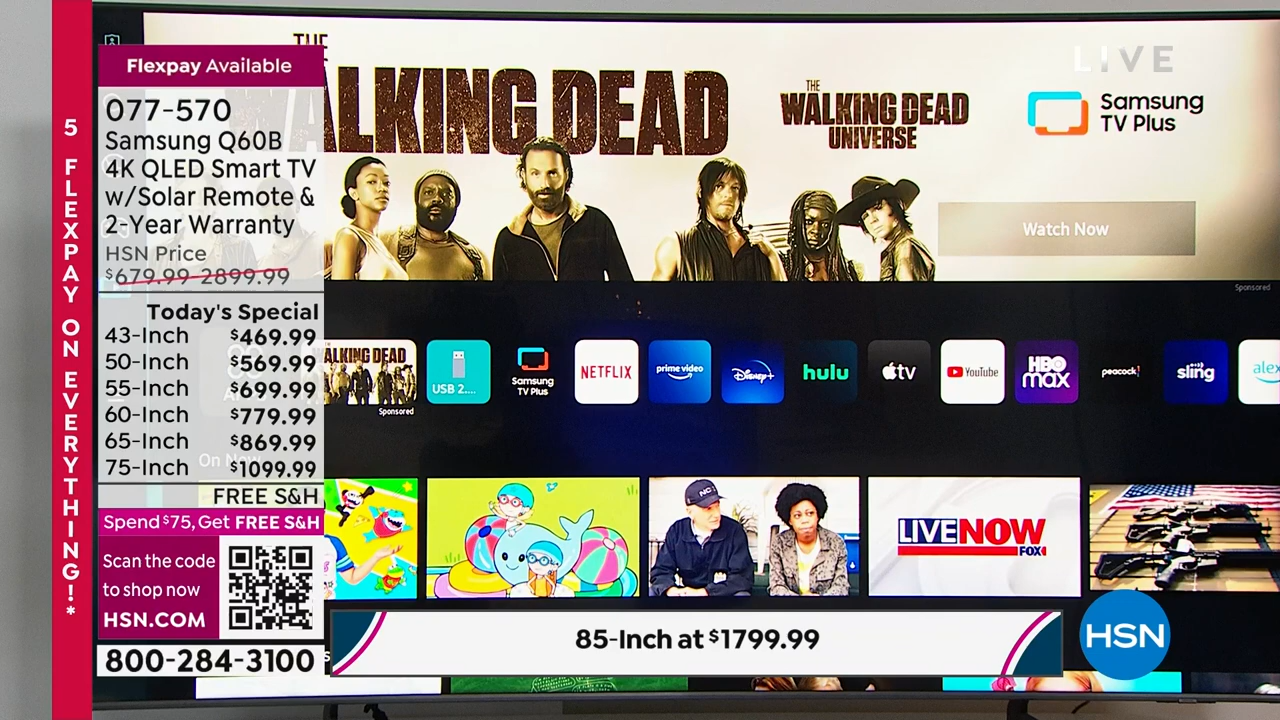 5 FLEXPAY ON EVERYTHING!*
Flexpay Available
077-570
Samsung Q60B
4K QLED Smart TV
w/Solar Remote &
2-Year Warranty
HSN Price
$679.99-2899.99
Today's Special
43-Inch $469.99
50-Inch $569.99
55-Inch $699.99
60-Inch $779.99
65-Inch $869.99
75-Inch $1099.99
FREE S&H
Spend $75, Get FREE S&H
Scan the code
to shop now
HSN.COM
800-284-3100
THE
WALKING DEAD
THE
WALKING DEAD
UNIVERSE
LIVE
Samsung
TV Plus
Watch Now
Sponsored
WALKING DEAD
Sponsored
USB 2....
Samsung
TV Plus
NETFLIX
prime video
Disney+
hulu
tv
YouTube
HBO
max
peacock
sling
alex
On Now
NCI
LIVENOW
FOX
85-Inch at $1799.99
HSN